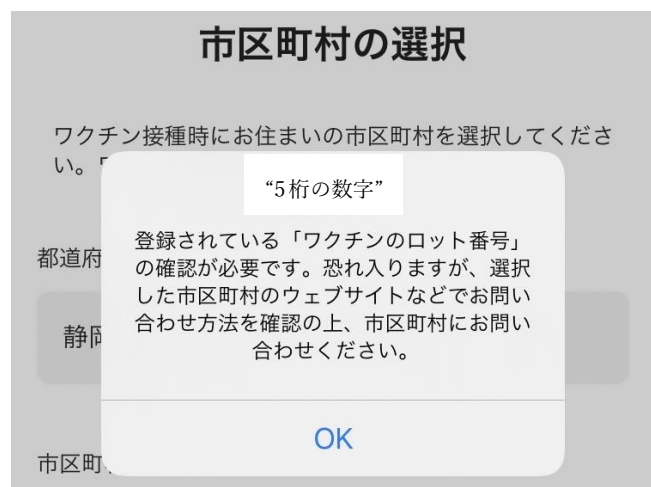 市区町村の選択
ワクチン接種時にお住まいの市区町村を選択してくださ
い。
“5桁の数字”
登録されている「ワクチンのロット番号」
の確認が必要です。恐れ入りますが、選択
した市区町村のウェブサイトなどでお問い
合わせ方法を確認の上、市区町村にお問い
合わせください。
都道府
静岡
OK
市区町